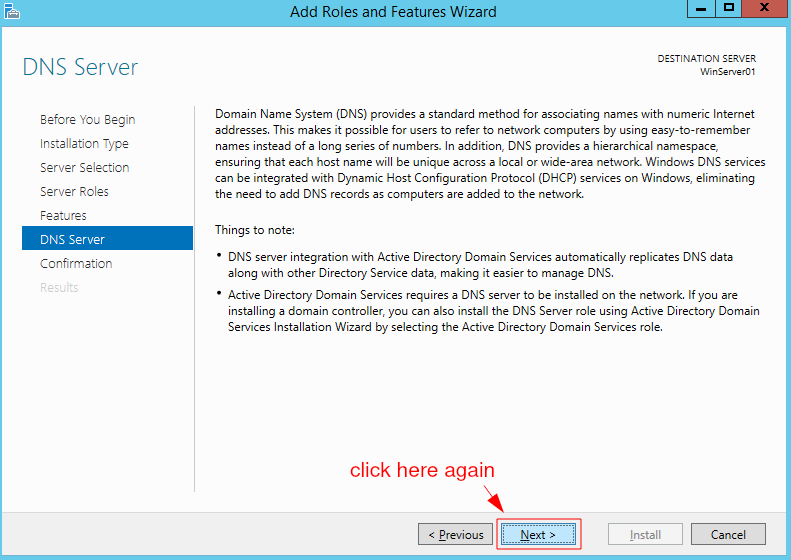 Add Roles and Features Wizard
DNS Server
DESTINATION SERVER
WinServer01
Before You Begin
Installation Type
Server Selection
Server Roles
Features
DNS Server
Confirmation
Results
Domain Name System (DNS) provides a standard method for associating names with numeric Internet
addresses. This makes it possible for users to refer to network computers by using easy-to-remember
names instead of a long series of numbers. In addition, DNS provides a hierarchical namespace,
ensuring that each host name will be unique across a local or wide-area network. Windows DNS services
can be integrated with Dynamic Host Configuration Protocol (DHCP) services on Windows, eliminating
the need to add DNS records as computers are added to the network.
Things to note:
• DNS server integration with Active Directory Domain Services automatically replicates DNS data
along with other Directory Service data, making it easier to manage DNS.
• Active Directory Domain Services requires a DNS server to be installed on the network. If you are
installing a domain controller, you can also install the DNS Server role using Active Directory Domain
Services Installation Wizard by selecting the Active Directory Domain Services role.
click here again
< Previous
Next >
Install
Cancel